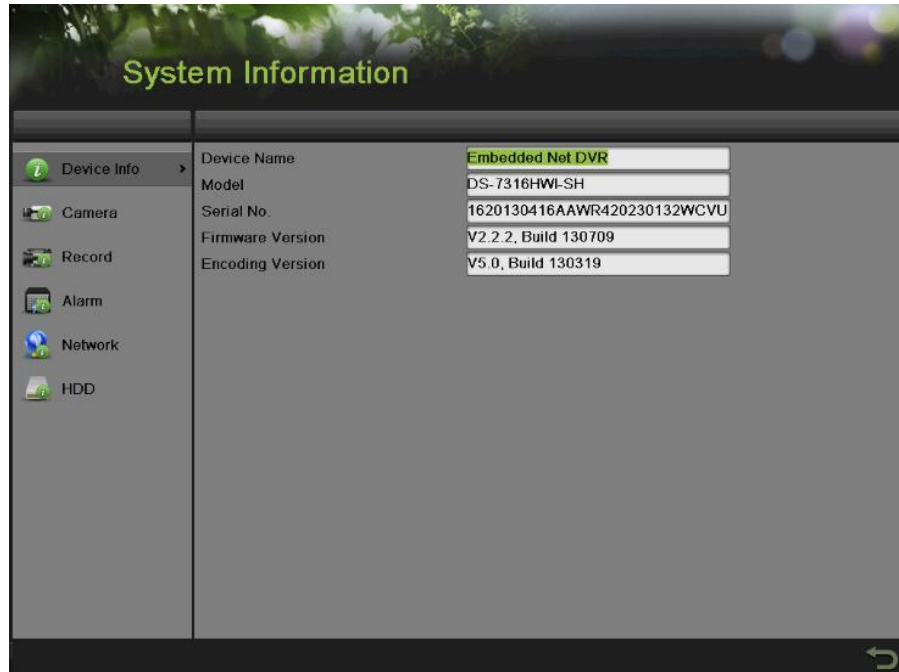 System Information
Device Info >
Camera
Record
Alarm
Network
HDD
Device Name Embedded Net DVR
Model DS-7316HWI-SH
Serial No. 1620130416AAWR420230132WCVU
Firmware Version V2.2.2, Build 130709
Encoding Version V5.0, Build 130319